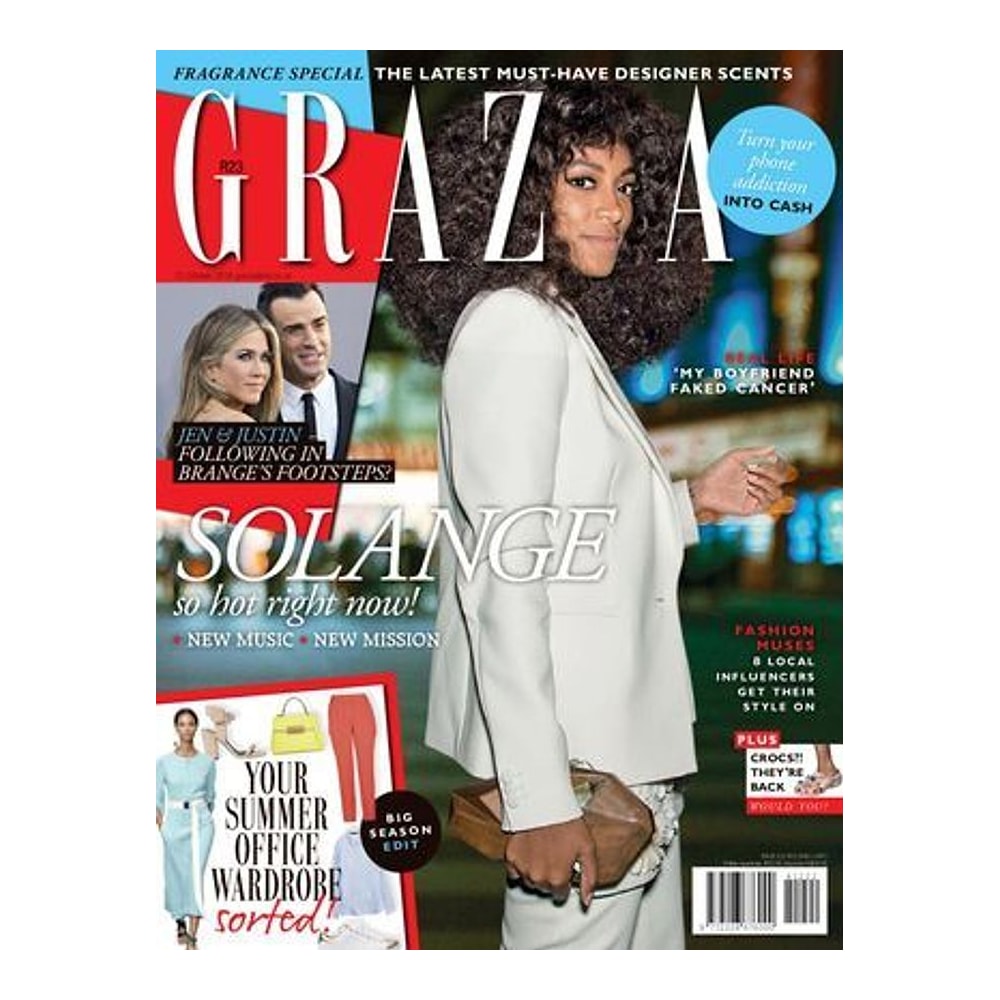 FRAGRANCE SPECIAL THE LATEST MUST-HAVE DESIGNER SCENTS
GRAZIA
R23
Turn your
phone
addiction
INTO CASH
JEN & JUSTIN
FOLLOWING IN
BRANGE'S FOOTSTEPS?
REAL LIFE
'MY BOYFRIEND
FAKED CANCER'
SOLANGE
so hot right now!
• NEW MUSIC • NEW MISSION
FASHION
MUSES
8 LOCAL
INFLUENCERS
GET THEIR
STYLE ON
PLUS
CROCS?!
THEY'RE
BACK
WOULD YOU?
YOUR
SUMMER
OFFICE
WARDROBE
sorted!
BIG
SEASON
EDIT